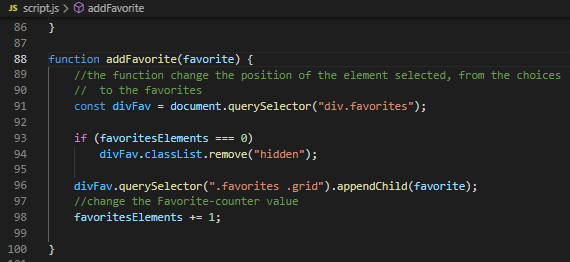 JS script.js > addFavorite
86 }
87
88 function addFavorite(favorite) {
89 //the function change the position of the element selected, from the choices
90 //  to the favorites
91 const divFav = document.querySelector("div.favorites");
92
93 if (favoritesElements === 0)
94 divFav.classList.remove("hidden");
95
96 divFav.querySelector(".favorites .grid").appendChild(favorite);
97 //change the Favorite-counter value
98 favoritesElements += 1;
99
100 }